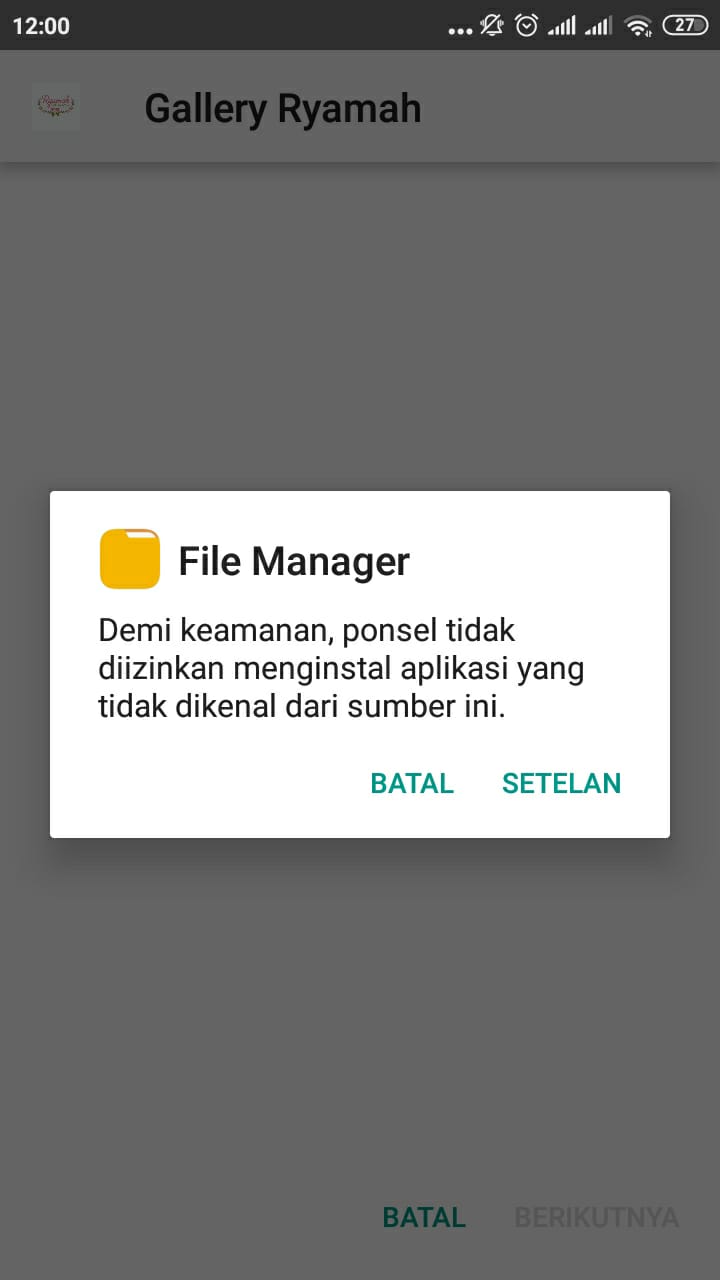 12:00
27
Gallery Ryamah
File Manager
Demi keamanan, ponsel tidak
diizinkan menginstal aplikasi yang
tidak dikenal dari sumber ini.
BATAL SETELAN
BATAL BERIKUTNYA